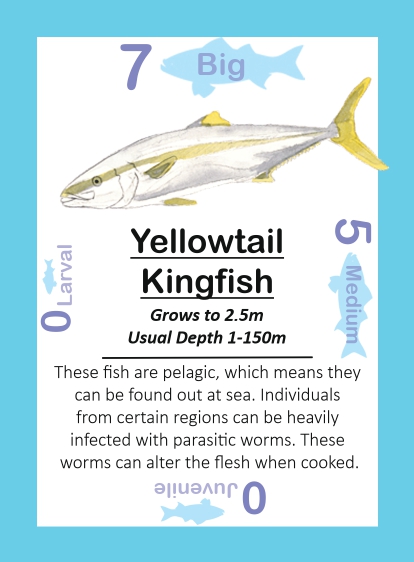 7
Big
Yellowtail
Kingfish
Grows to 2.5m
Usual Depth 1-150m
These fish are pelagic, which means they
can be found out at sea. Individuals
from certain regions can be heavily
infected with parasitic worms. These
worms can alter the flesh when cooked.
0 Larval
5 Medium
0 Juvenile